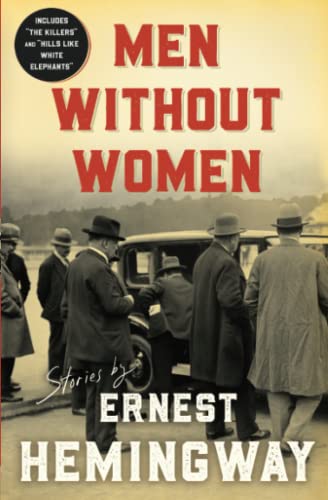 INCLUDES
"THE KILLERS"
AND "HILLS LIKE
WHITE
ELEPHANTS"
MEN
WITHOUT
WOMEN
Stories by
ERNEST
HEMINGWAY